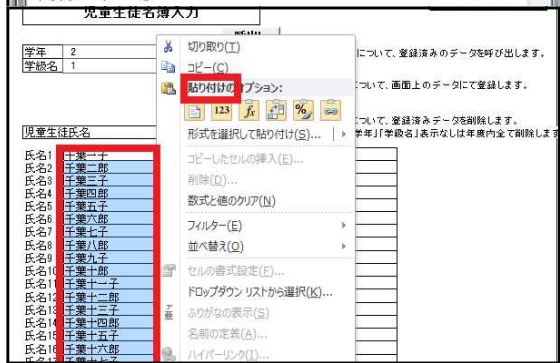 児童生徒名簿入力
学年 2
学級名 1
切り取り(T)
コピー(C)
貼り付けのオプション:
123 fx %
形式を選択して貼り付け(S)...
コピーしたセルの挿入(E)...
削除(D)...
数式と値のクリア(N)
フィルター(E)
並べ替え(O)
セルの書式設定(F)...
ドロップダウン リストから選択(K)...
ふりがなの表示(S)
名前の定義(A)...
ハイパーリンク(I)...
について、登録済みのデータを呼び出します。
ついて、画面上のデータにて登録します。
ついて、登録済みデータを削除します。
学年」「学級名」表示なしは年度内全て削除します
児童生徒氏名
氏名1 千葉一子
氏名2 千葉二郎
氏名3 千葉三子
氏名4 千葉四郎
氏名5 千葉五子
氏名6 千葉六郎
氏名7 千葉七子
氏名8 千葉八郎
氏名9 千葉九子
氏名10 千葉十郎
氏名11 千葉十一子
氏名12 千葉十二郎
氏名13 千葉十三子
氏名14 千葉十四郎
氏名15 千葉十五子
氏名16 千葉十六郎